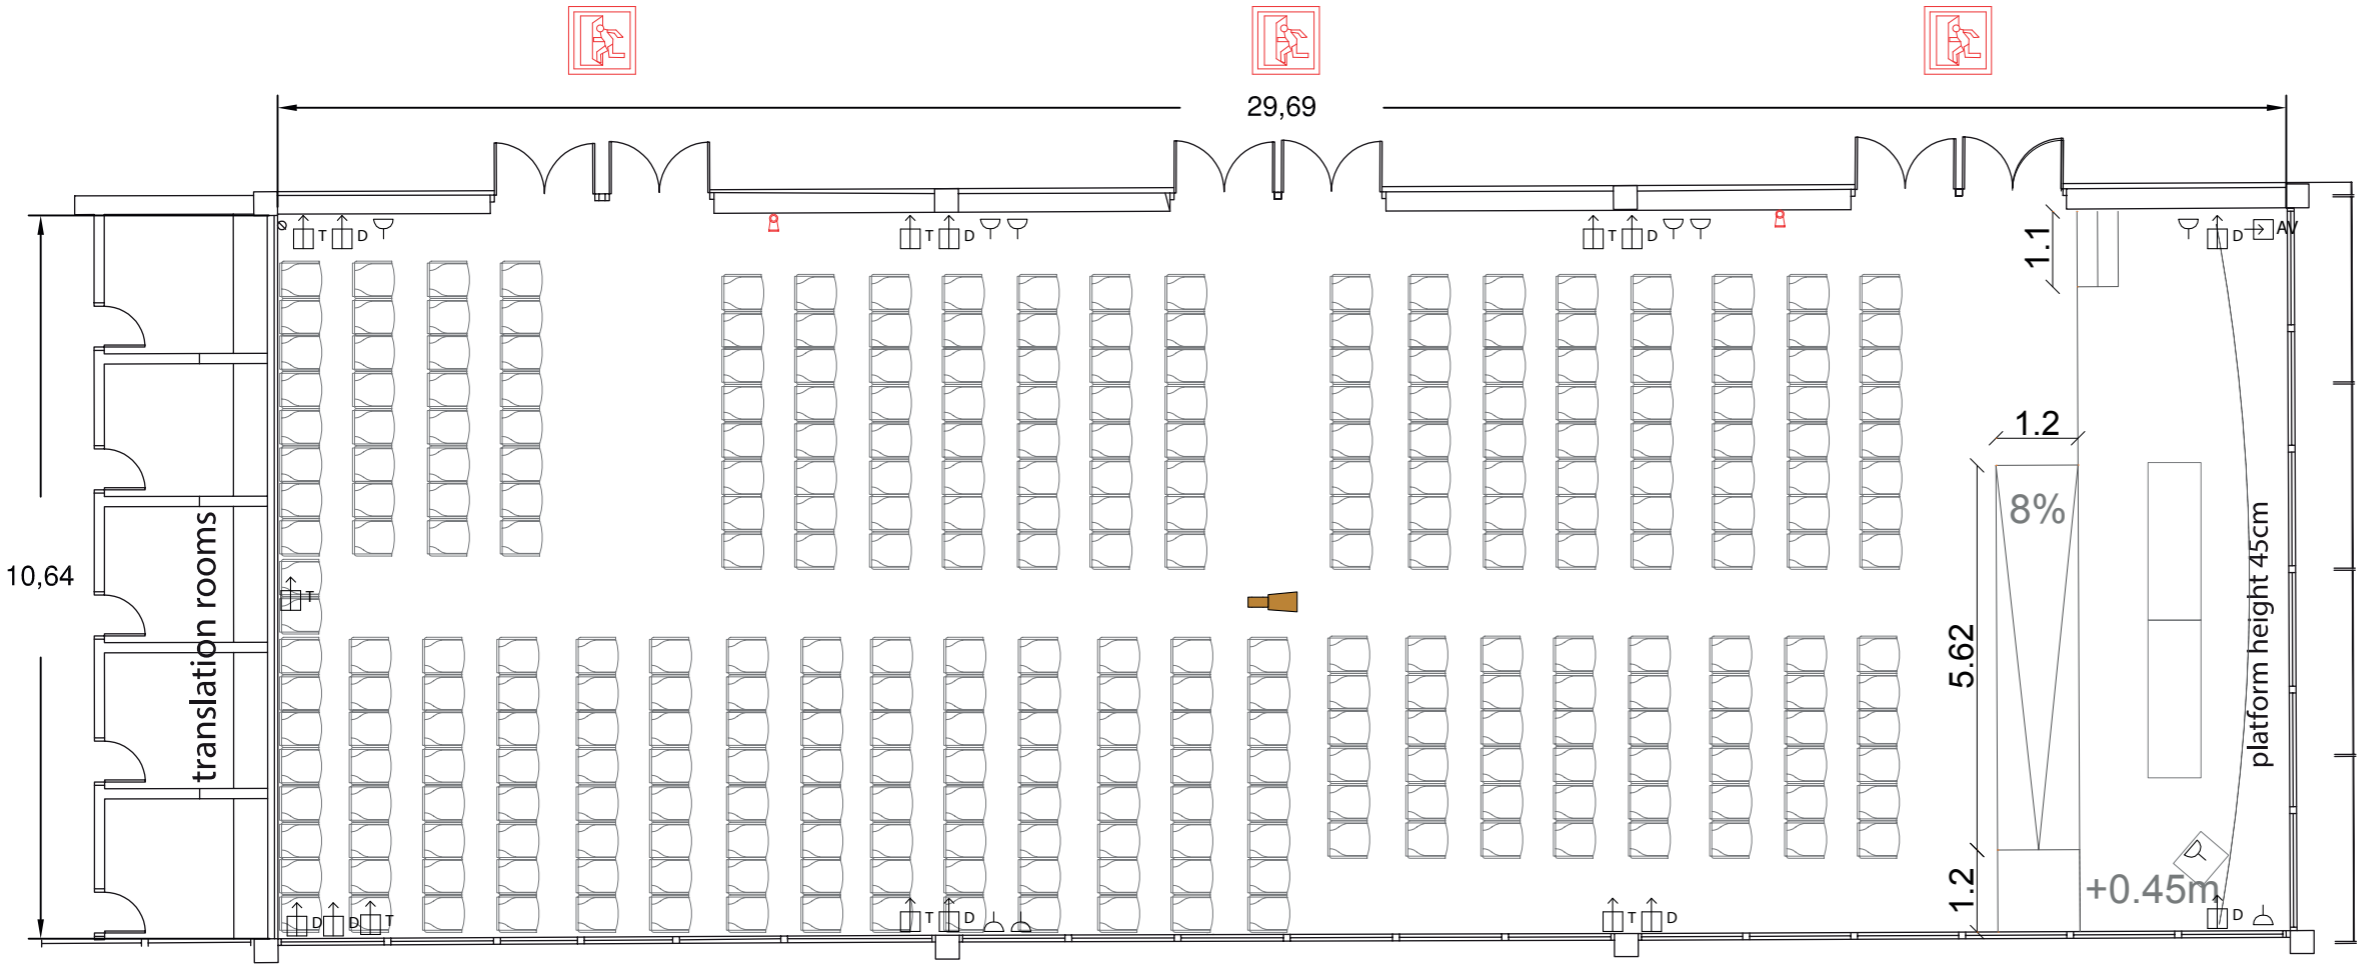 29,69
T
D
T
D
T
D
D
AV
1.1
1.2
8%
10,64
translation rooms
T
5.62
platform height 45cm
1.2
+0.45m
D
D
T
T
D
T
D
D